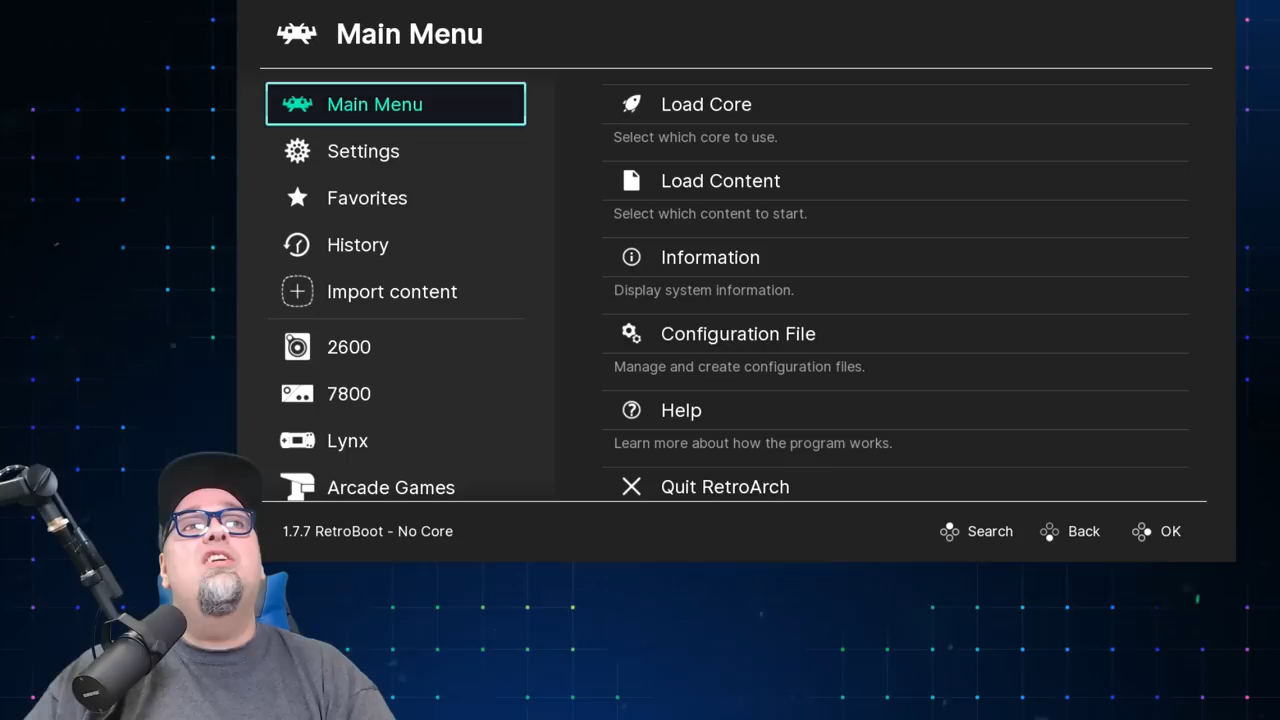 Main Menu
Main Menu
Settings
Favorites
History
Import content
2600
7800
Lynx
Arcade Games
Load Core
Select which core to use.
Load Content
Select which content to start.
Information
Display system information.
Configuration File
Manage and create configuration files.
Help
Learn more about how the program works.
Quit RetroArch
1.7.7 RetroBoot - No Core
Search
Back
OK